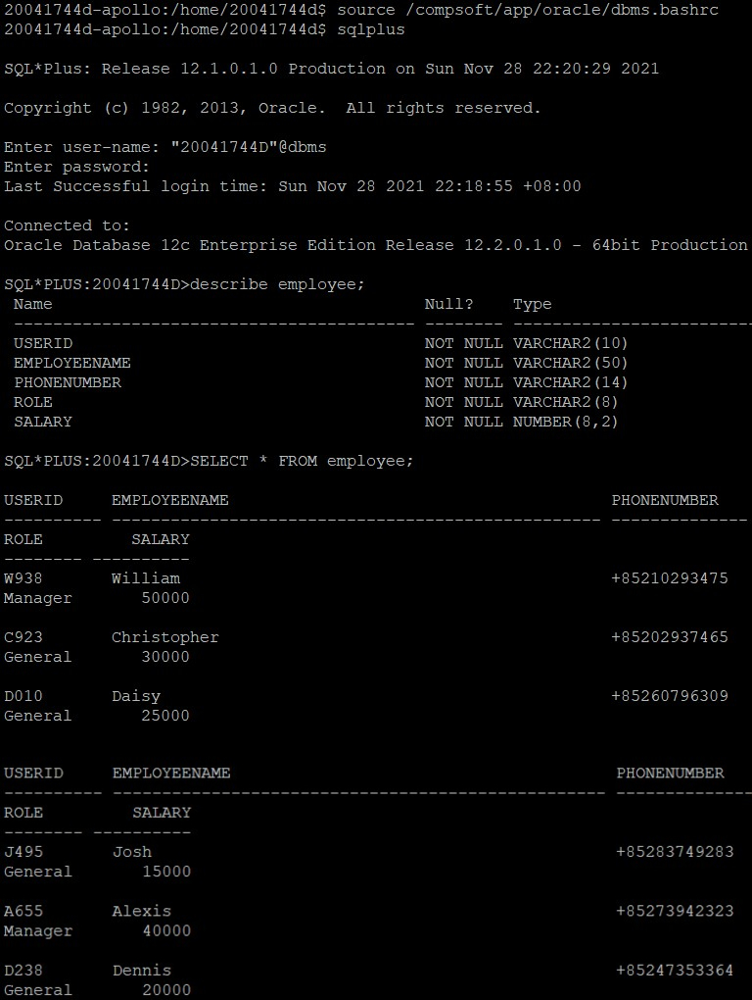 20041744d-apollo:/home/20041744d$ source /compsoft/app/oracle/dbms.bashrc
20041744d-apollo:/home/20041744d$ sqlplus
SQL*Plus: Release 12.1.0.1.0 Production on Sun Nov 28 22:20:29 2021
Copyright (c) 1982, 2013, Oracle.  All rights reserved.
Enter user-name: "20041744D"@dbms
Enter password:
Last Successful login time: Sun Nov 28 2021 22:18:55 +08:00
Connected to:
Oracle Database 12c Enterprise Edition Release 12.2.0.1.0 - 64bit Production
SQL*PLUS:20041744D>describe employee;
 Name                                      Null?    Type
 ----------------------------------------- -------- ------------------------
 USERID                                    NOT NULL VARCHAR2(10)
 EMPLOYEENAME                              NOT NULL VARCHAR2(50)
 PHONENUMBER                               NOT NULL VARCHAR2(14)
 ROLE                                      NOT NULL VARCHAR2(8)
 SALARY                                    NOT NULL NUMBER(8,2)
SQL*PLUS:20041744D>SELECT * FROM employee;
USERID     EMPLOYEENAME                                       PHONENUMBER
---------- -------------------------------------------------- --------------
ROLE         SALARY
-------- ----------
W938       William                                            +85210293475
Manager       50000
C923       Christopher                                        +85202937465
General       30000
D010       Daisy                                              +85260796309
General       25000
USERID     EMPLOYEENAME                                       PHONENUMBER
---------- -------------------------------------------------- --------------
ROLE         SALARY
-------- ----------
J495       Josh                                               +85283749283
General       15000
A655       Alexis                                             +85273942323
Manager       40000
D238       Dennis                                             +85247353364
General       20000